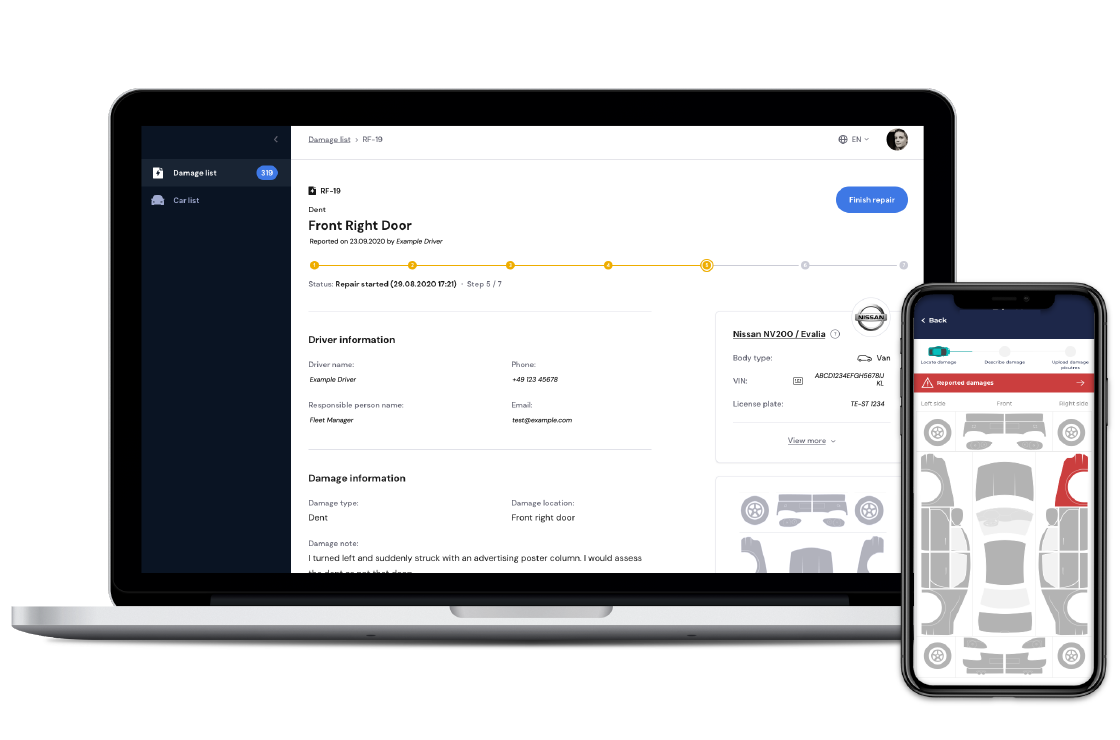 Damage list > RF-19
EN
Damage list 319
Car list
RF-19
Finish repair
Dent
Front Right Door
Reported on 23.09.2020 by Example Driver
1 2 3 4 5 6 7
Status: Repair started (29.08.2020 17:21) · Step 5 / 7
Driver information
Driver name:
Example Driver
Phone:
+49 123 45678
Responsible person name:
Fleet Manager
Email:
test@example.com
Damage information
Damage type:
Dent
Damage location:
Front right door
Damage note:
I turned left and suddenly struck with an advertising poster column. I would assess
the dent or not that deep
NISSAN
Nissan NV200 / Evalia
Body type: Van
VIN: ABCD1234EFGH5678IJ
KL
License plate: TE-ST 1234
View more
< Back
Locate damage
Describe damage
Upload damage
picutres
Reported damages
Left side Front Right side